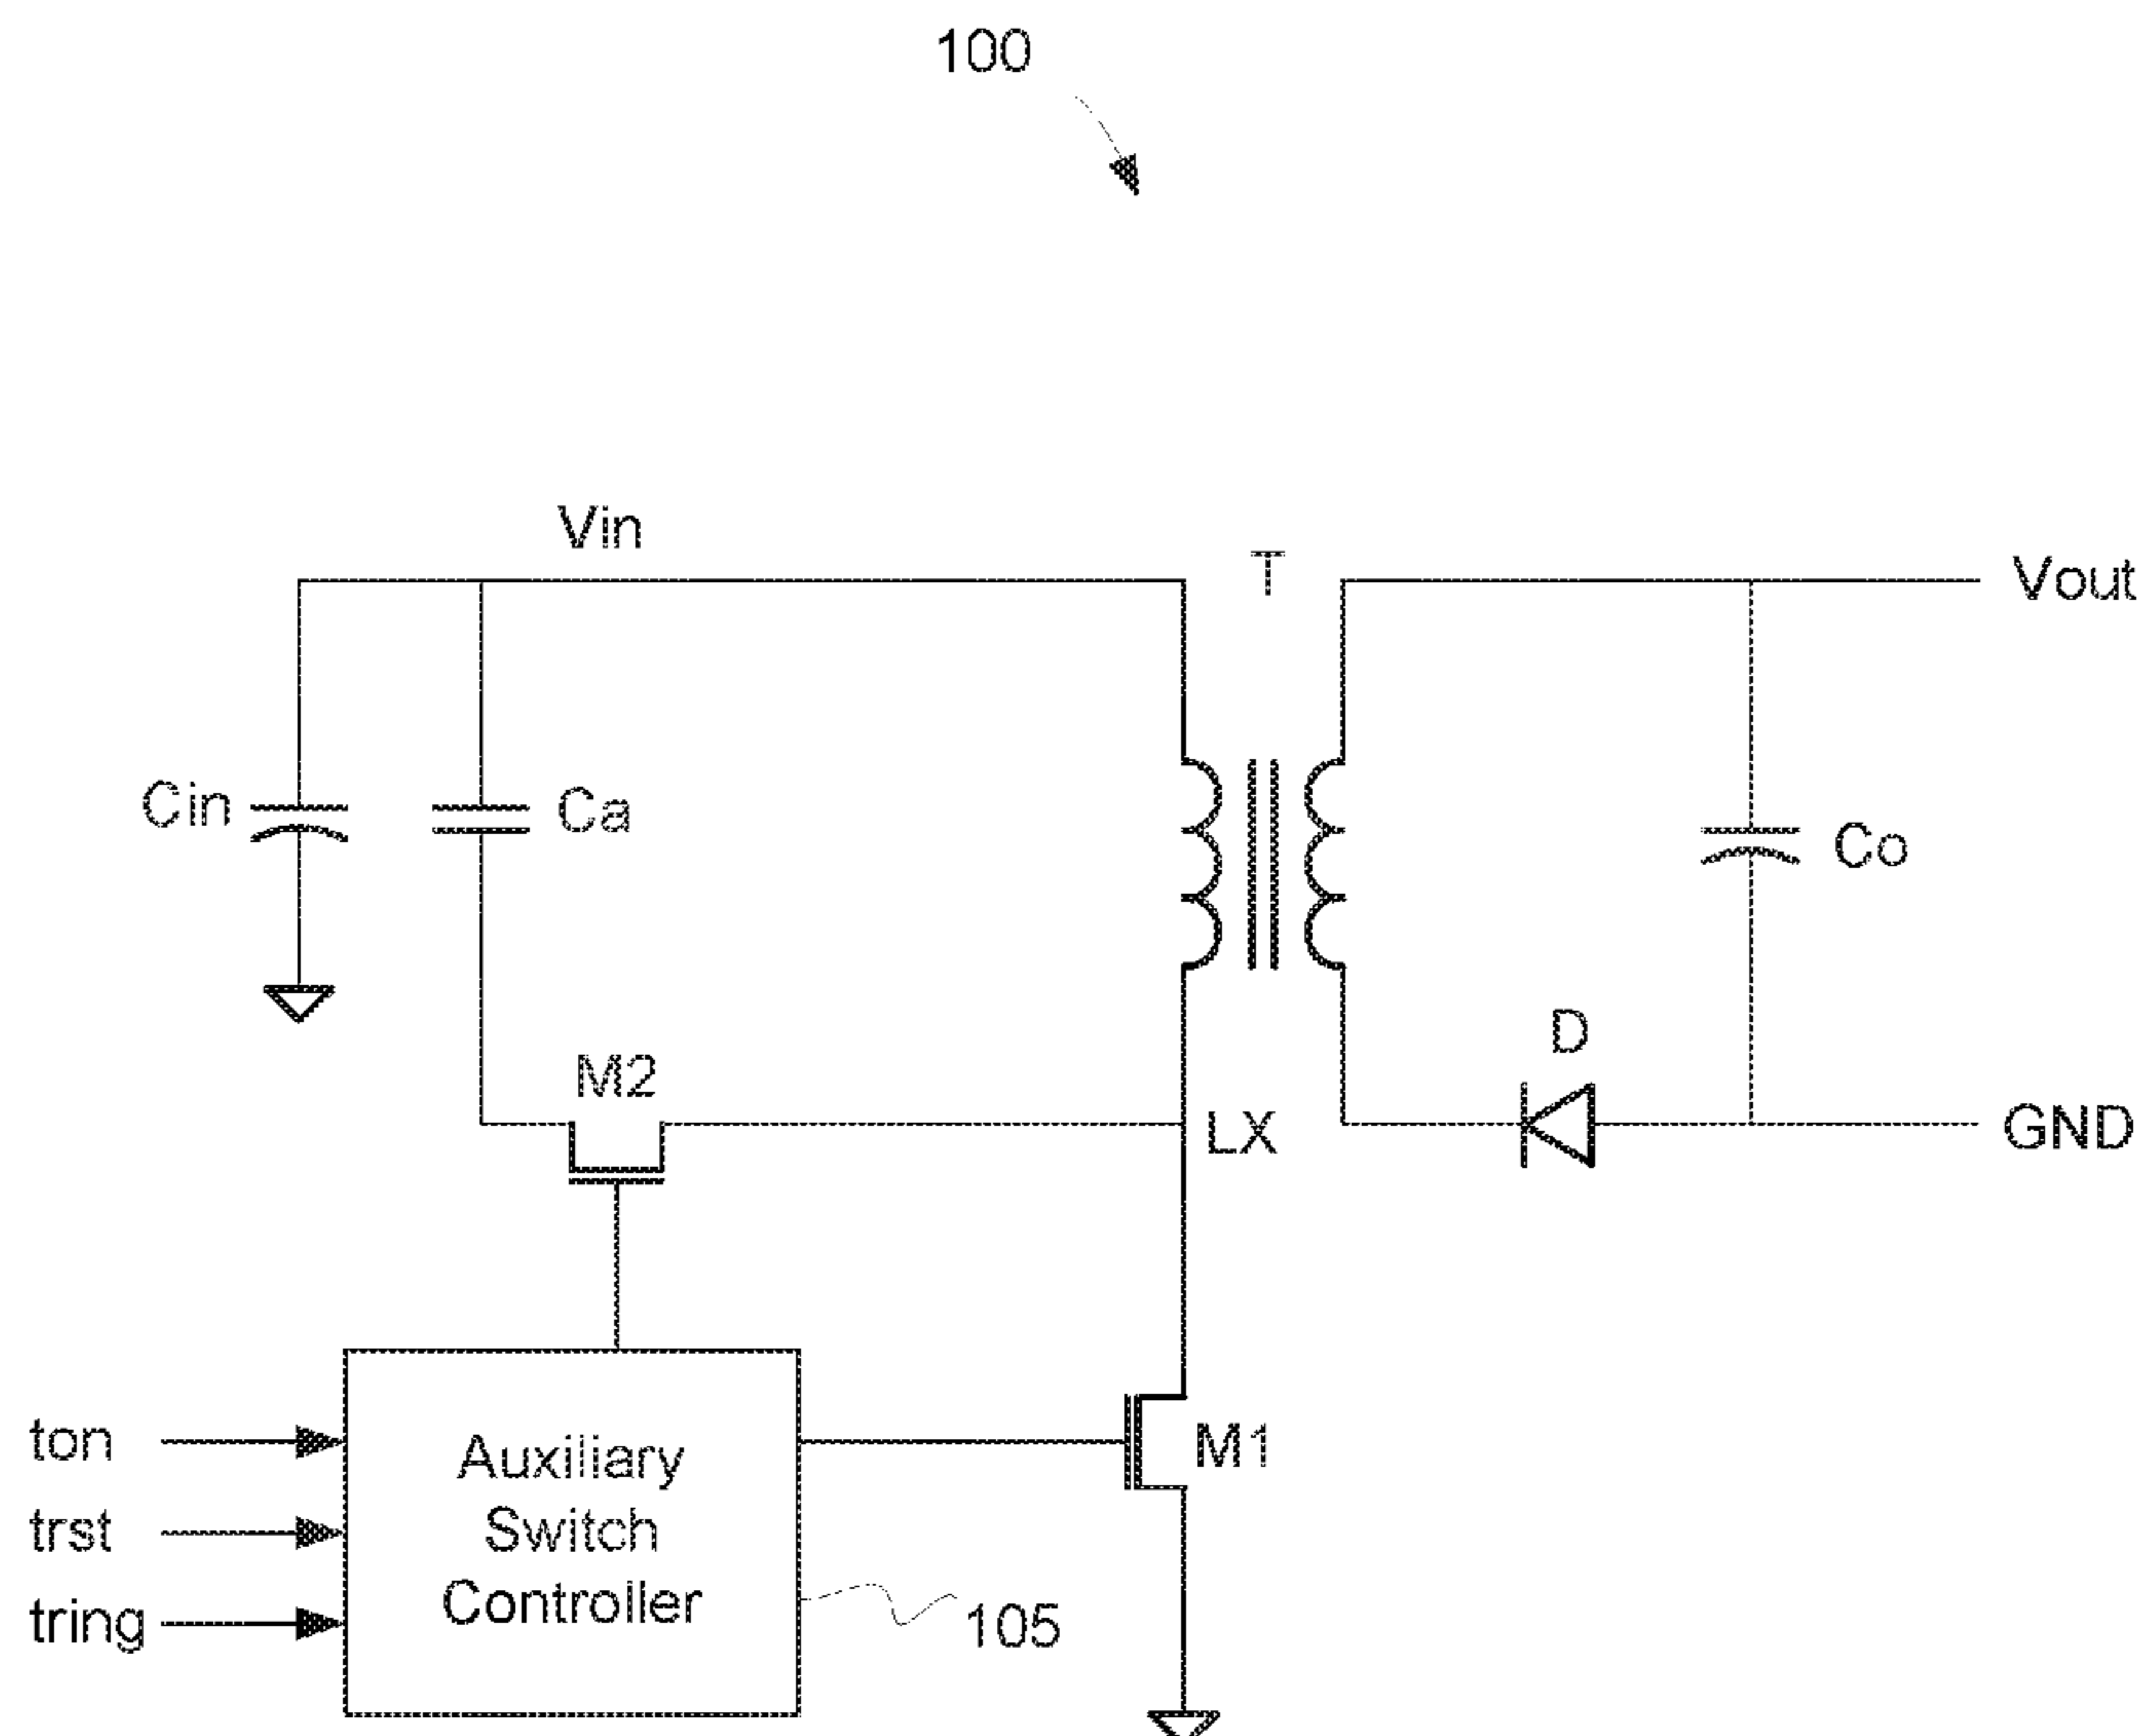 100
Vin
T
Vout
Cin
Ca
Co
D
M2
LX
GND
ton
trst
tring
Auxiliary
Switch
Controller
M1
105